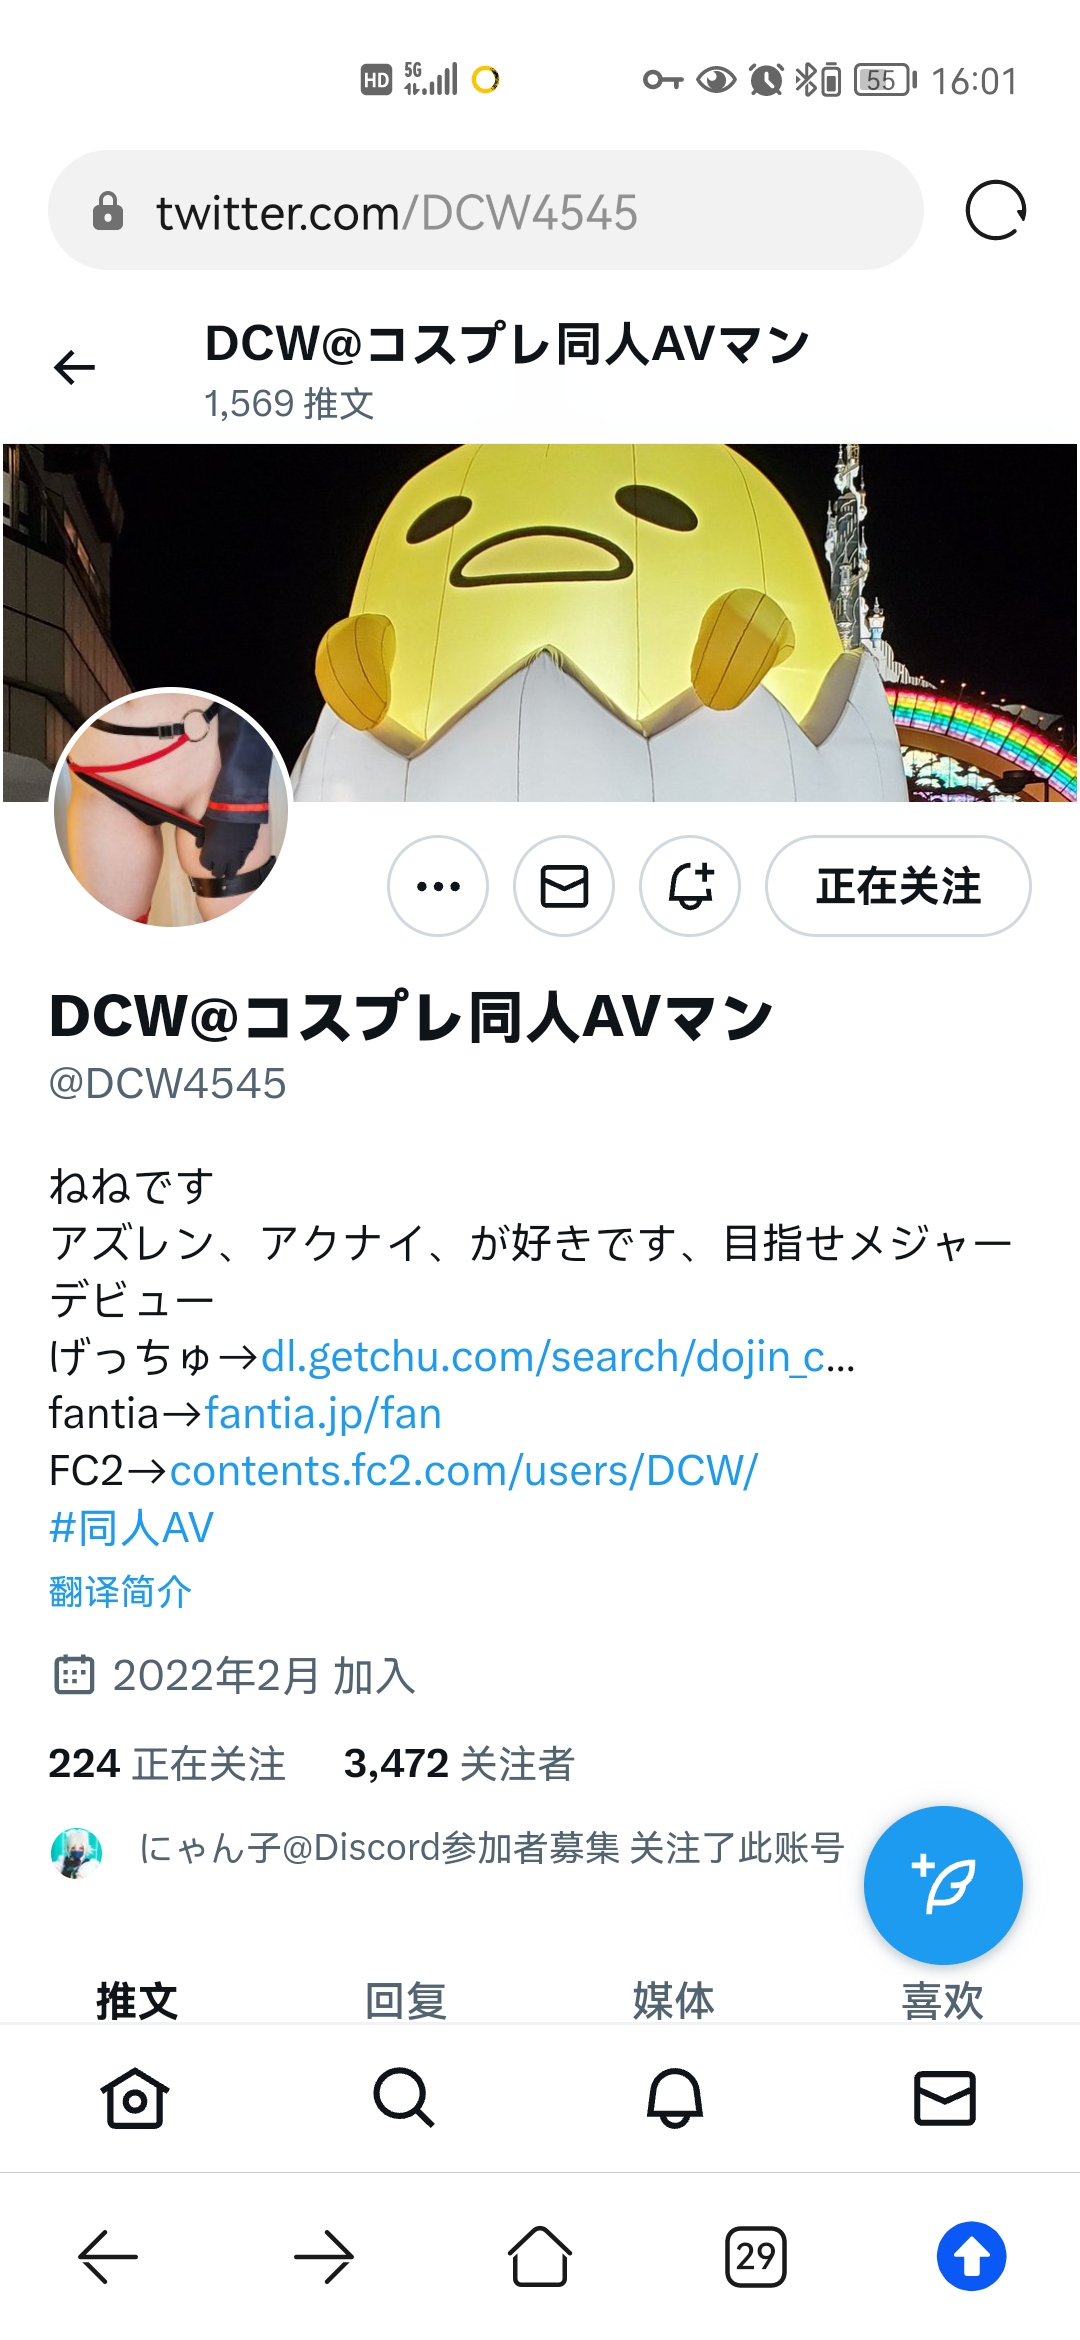 HD 5G 55 16:01
twitter.com/DCW4545
DCW@コスプレ同人AVマン
1,569 推文
正在关注
DCW@コスプレ同人AVマン
@DCW4545
ねねです
アズレン、アクナイ、が好きです、目指せメジャー
デビュー
げっちゅ→dl.getchu.com/search/dojin_c…
fantia→fantia.jp/fan
FC2→contents.fc2.com/users/DCW/
#同人AV
翻译简介
2022年2月 加入
224 正在关注 3,472 关注者
にゃん子@Discord参加者募集 关注了此账号
推文 回复 媒体 喜欢
29